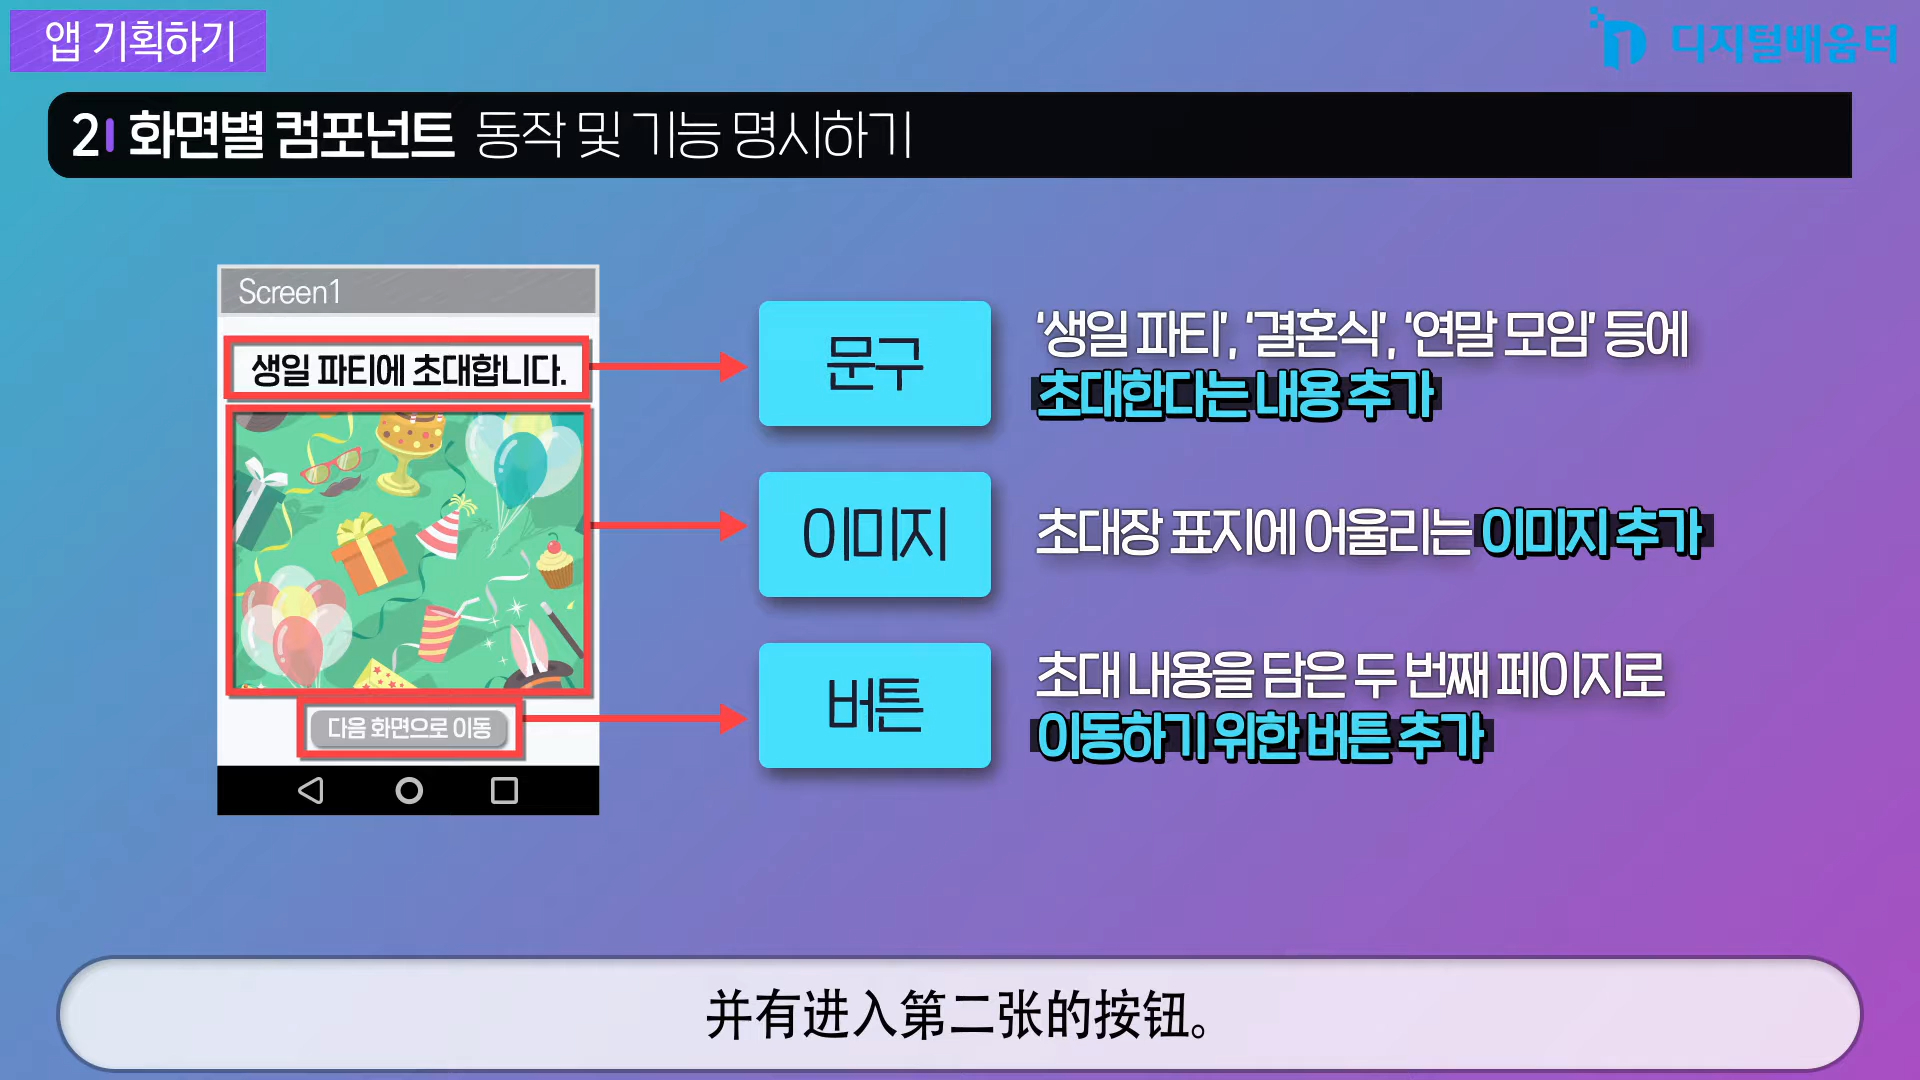 앱 기획하기
디지털배움터
2 화면별 컴포넌트 동작 및 기능 명시하기
Screen1
생일 파티에 초대합니다.
다음 화면으로 이동
문구
'생일 파티', '결혼식', '연말 모임' 등에
초대한다는 내용 추가
이미지
초대장 표지에 어울리는 이미지 추가
버튼
초대 내용을 담은 두 번째 페이지로
이동하기 위한 버튼 추가
并有进入第二张的按钮。